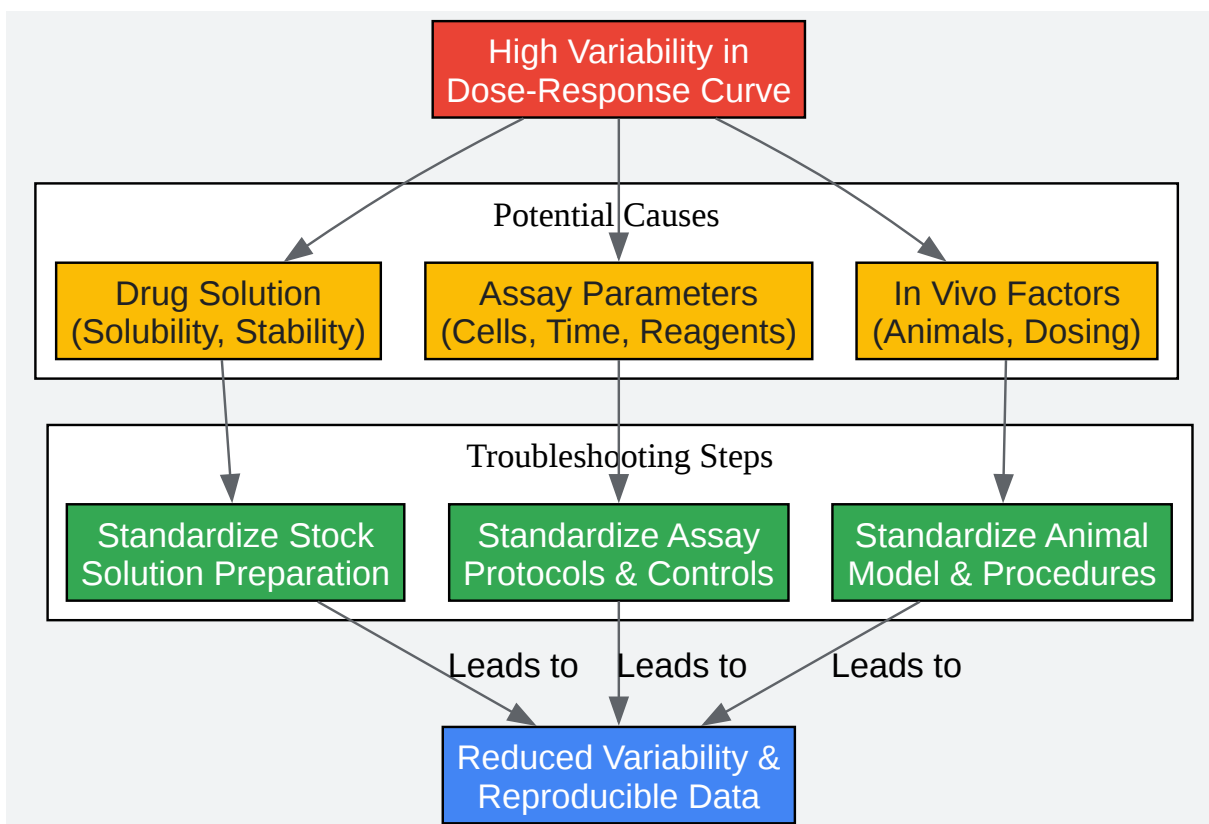 High Variability in
Dose-Response Curve
Potential Causes
Drug Solution
(Solubility, Stability)
Assay Parameters
(Cells, Time, Reagents)
In Vivo Factors
(Animals, Dosing)
Troubleshooting Steps
Standardize Stock
Solution Preparation
Standardize Assay
Protocols & Controls
Standardize Animal
Model & Procedures
Leads to
Leads to
Leads to
Reduced Variability &
Reproducible Data